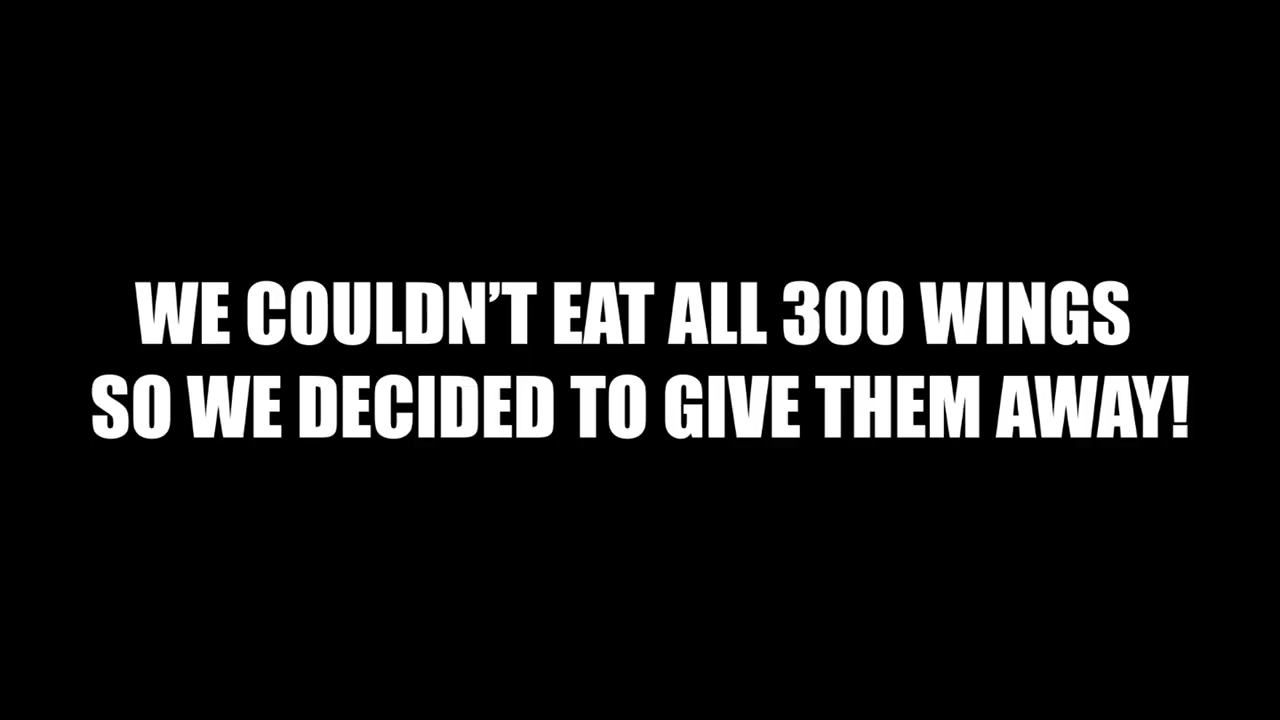 WE COULDN’T EAT ALL 300 WINGS
SO WE DECIDED TO GIVE THEM AWAY!